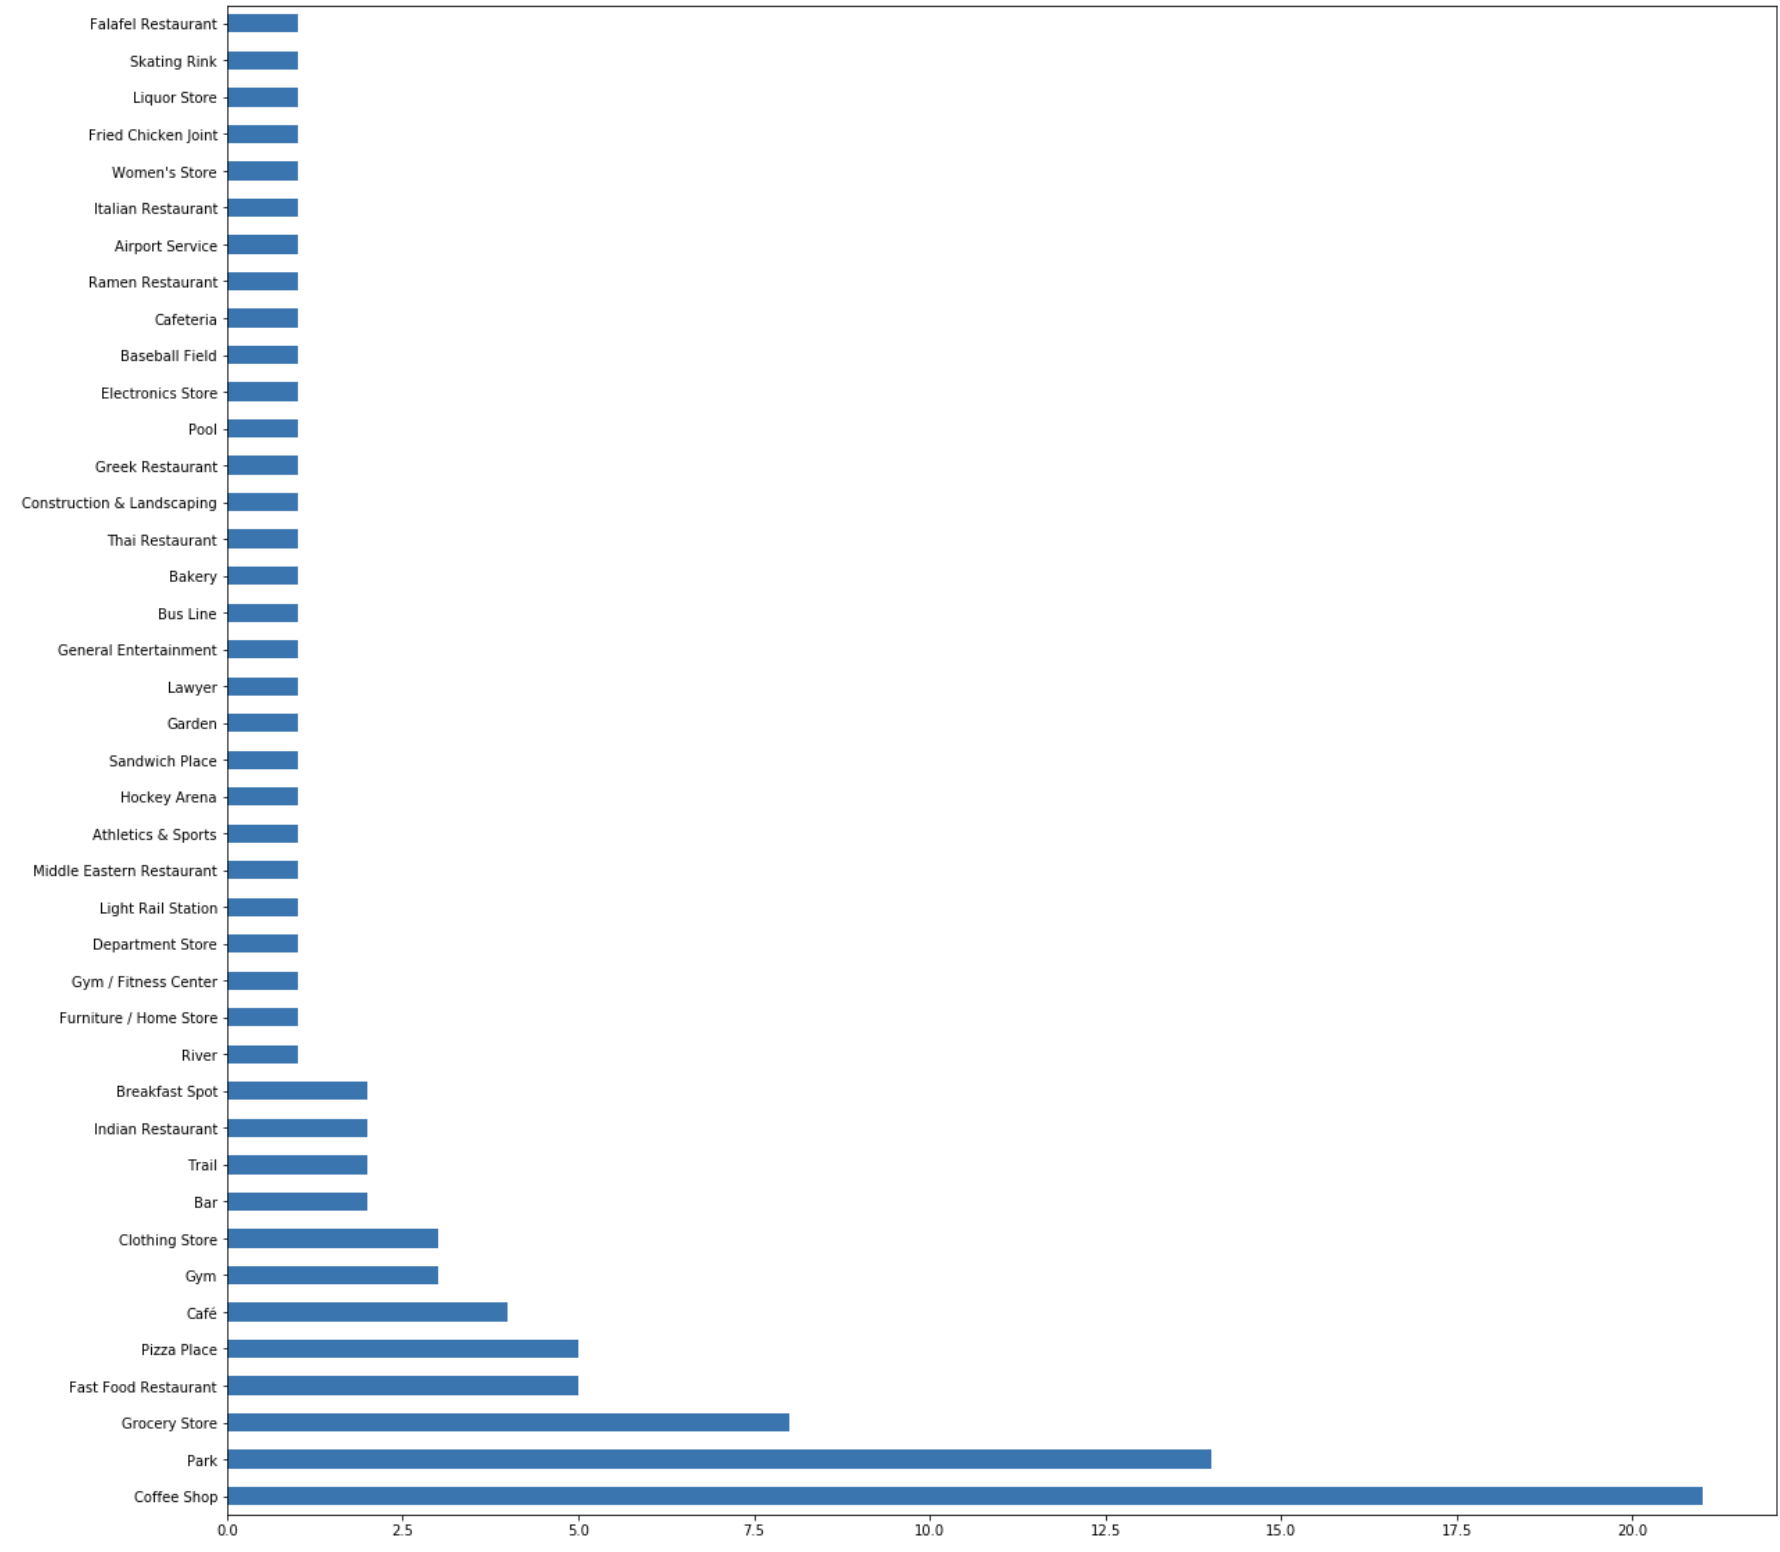 Falafel Restaurant
Skating Rink
Liquor Store
Fried Chicken Joint
Women's Store
Italian Restaurant
Airport Service
Ramen Restaurant
Cafeteria
Baseball Field
Electronics Store
Pool
Greek Restaurant
Construction & Landscaping
Thai Restaurant
Bakery
Bus Line
General Entertainment
Lawyer
Garden
Sandwich Place
Hockey Arena
Athletics & Sports
Middle Eastern Restaurant
Light Rail Station
Department Store
Gym / Fitness Center
Furniture / Home Store
River
Breakfast Spot
Indian Restaurant
Trail
Bar
Clothing Store
Gym
Café
Pizza Place
Fast Food Restaurant
Grocery Store
Park
Coffee Shop
0.0 2.5 5.0 7.5 10.0 12.5 15.0 17.5 20.0